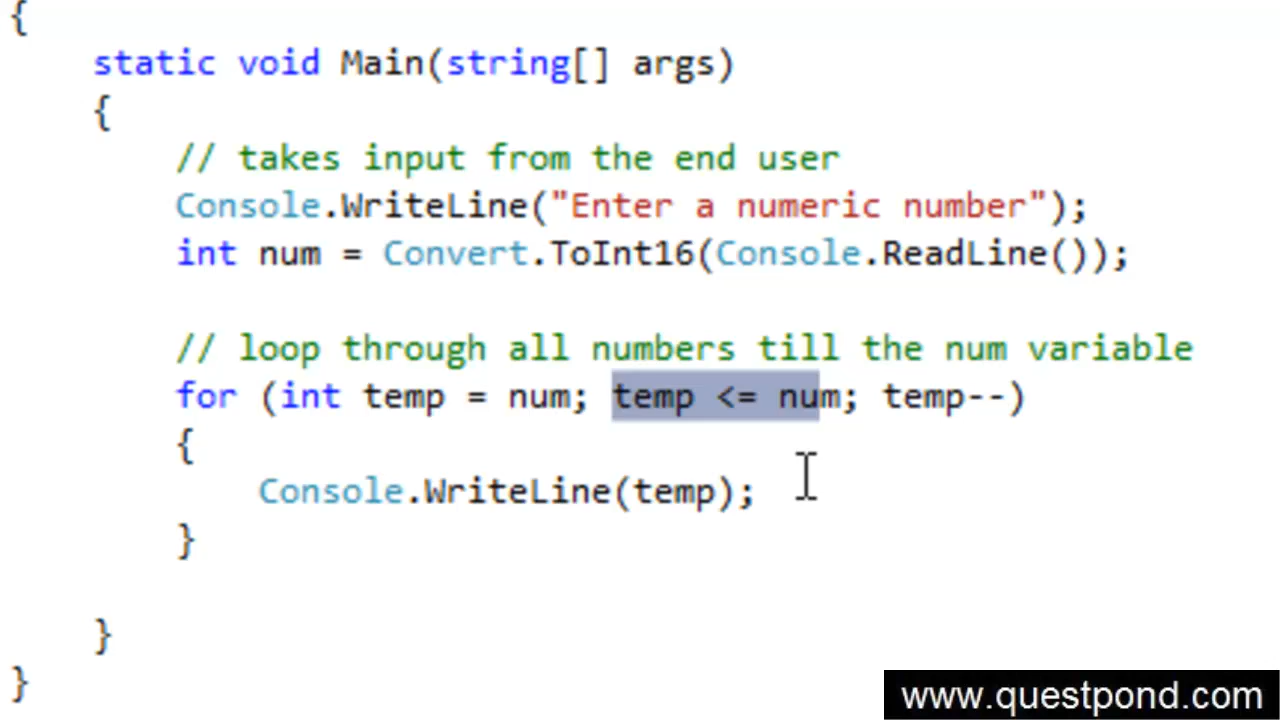 {
static void Main(string[] args)
{
// takes input from the end user
Console.WriteLine("Enter a numeric number");
int num = Convert.ToInt16(Console.ReadLine());
// loop through all numbers till the num variable
for (int temp = num; temp <= num; temp--)
{
Console.WriteLine(temp);
}
}
}
www.questpond.com